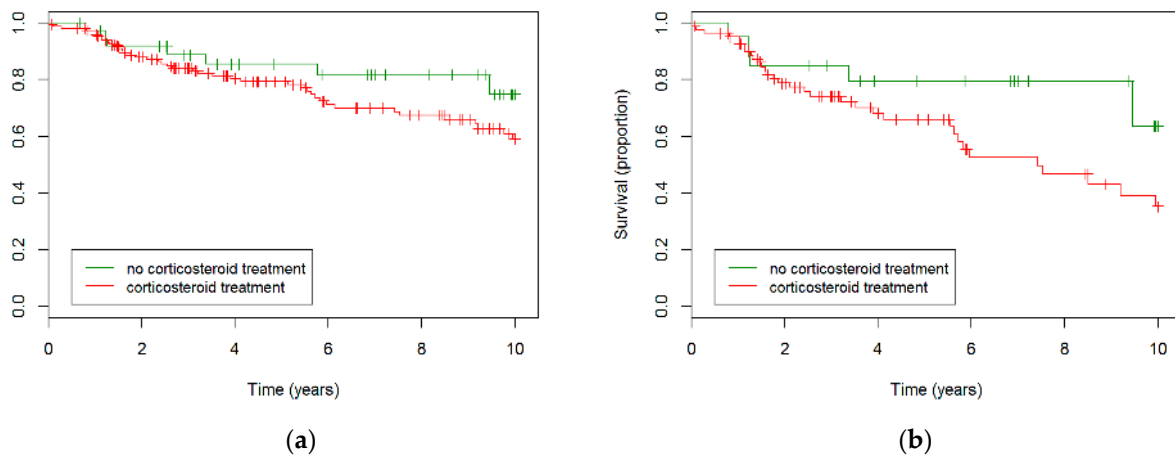 1.0
0.8
0.6
0.4
0.2
0.0
no corticosteroid treatment
corticosteroid treatment
0 2 4 6 8 10
Time (years)
(a)
Survival (proportion)
1.0
0.8
0.6
0.4
0.2
0.0
no corticosteroid treatment
corticosteroid treatment
0 2 4 6 8 10
Time (years)
(b)